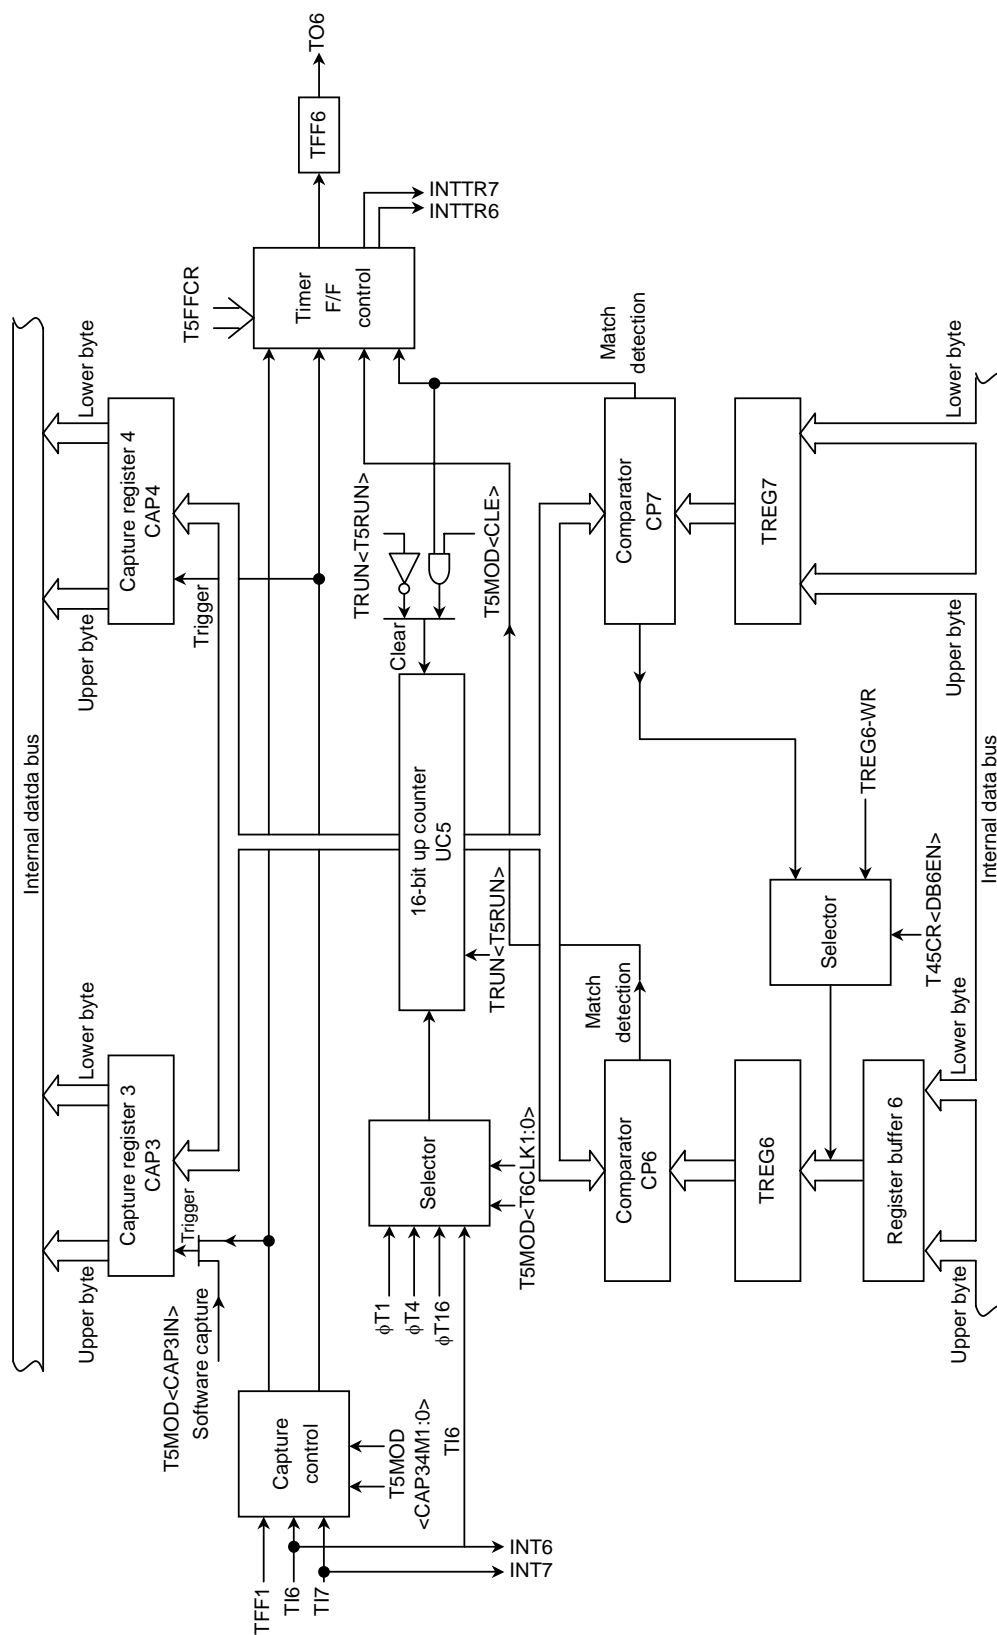 Internal datda bus
Upper byte
Lower byte
Upper byte
Lower byte
Capture register 3
CAP3
Capture register 4
CAP4
T5MOD<CAP3IN>
Software capture
Trigger
Trigger
T5FFCR
TFF1
TI6
TI7
Capture
control
T5MOD
<CAP34M1:0>
Timer
F/F
control
TFF6
TO6
INTTR7
INTTR6
TRUN<T5RUN>
Clear
T5MOD<CLE>
φT1
φT4
φT16
TI6
Selector
T5MOD<T6CLK1:0>
16-bit up counter
UC5
TRUN<T5RUN>
INT6
INT7
Match
detection
Match
detection
Comparator
CP6
Comparator
CP7
TREG6
TREG7
Selector
TREG6-WR
T45CR<DB6EN>
Register buffer 6
Upper byte
Lower byte
Upper byte
Lower byte
Internal data bus